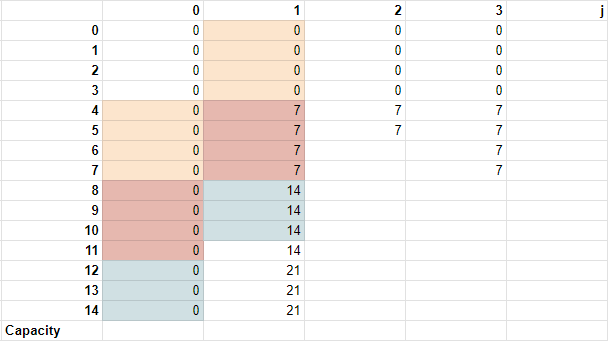 0 1 2 3 j
0 0 0 0 0
1 0 0 0 0
2 0 0 0 0
3 0 0 0 0
4 0 7 7 7
5 0 7 7 7
6 0 7 7
7 0 7 7
8 0 14
9 0 14
10 0 14
11 0 14
12 0 21
13 0 21
14 0 21
Capacity